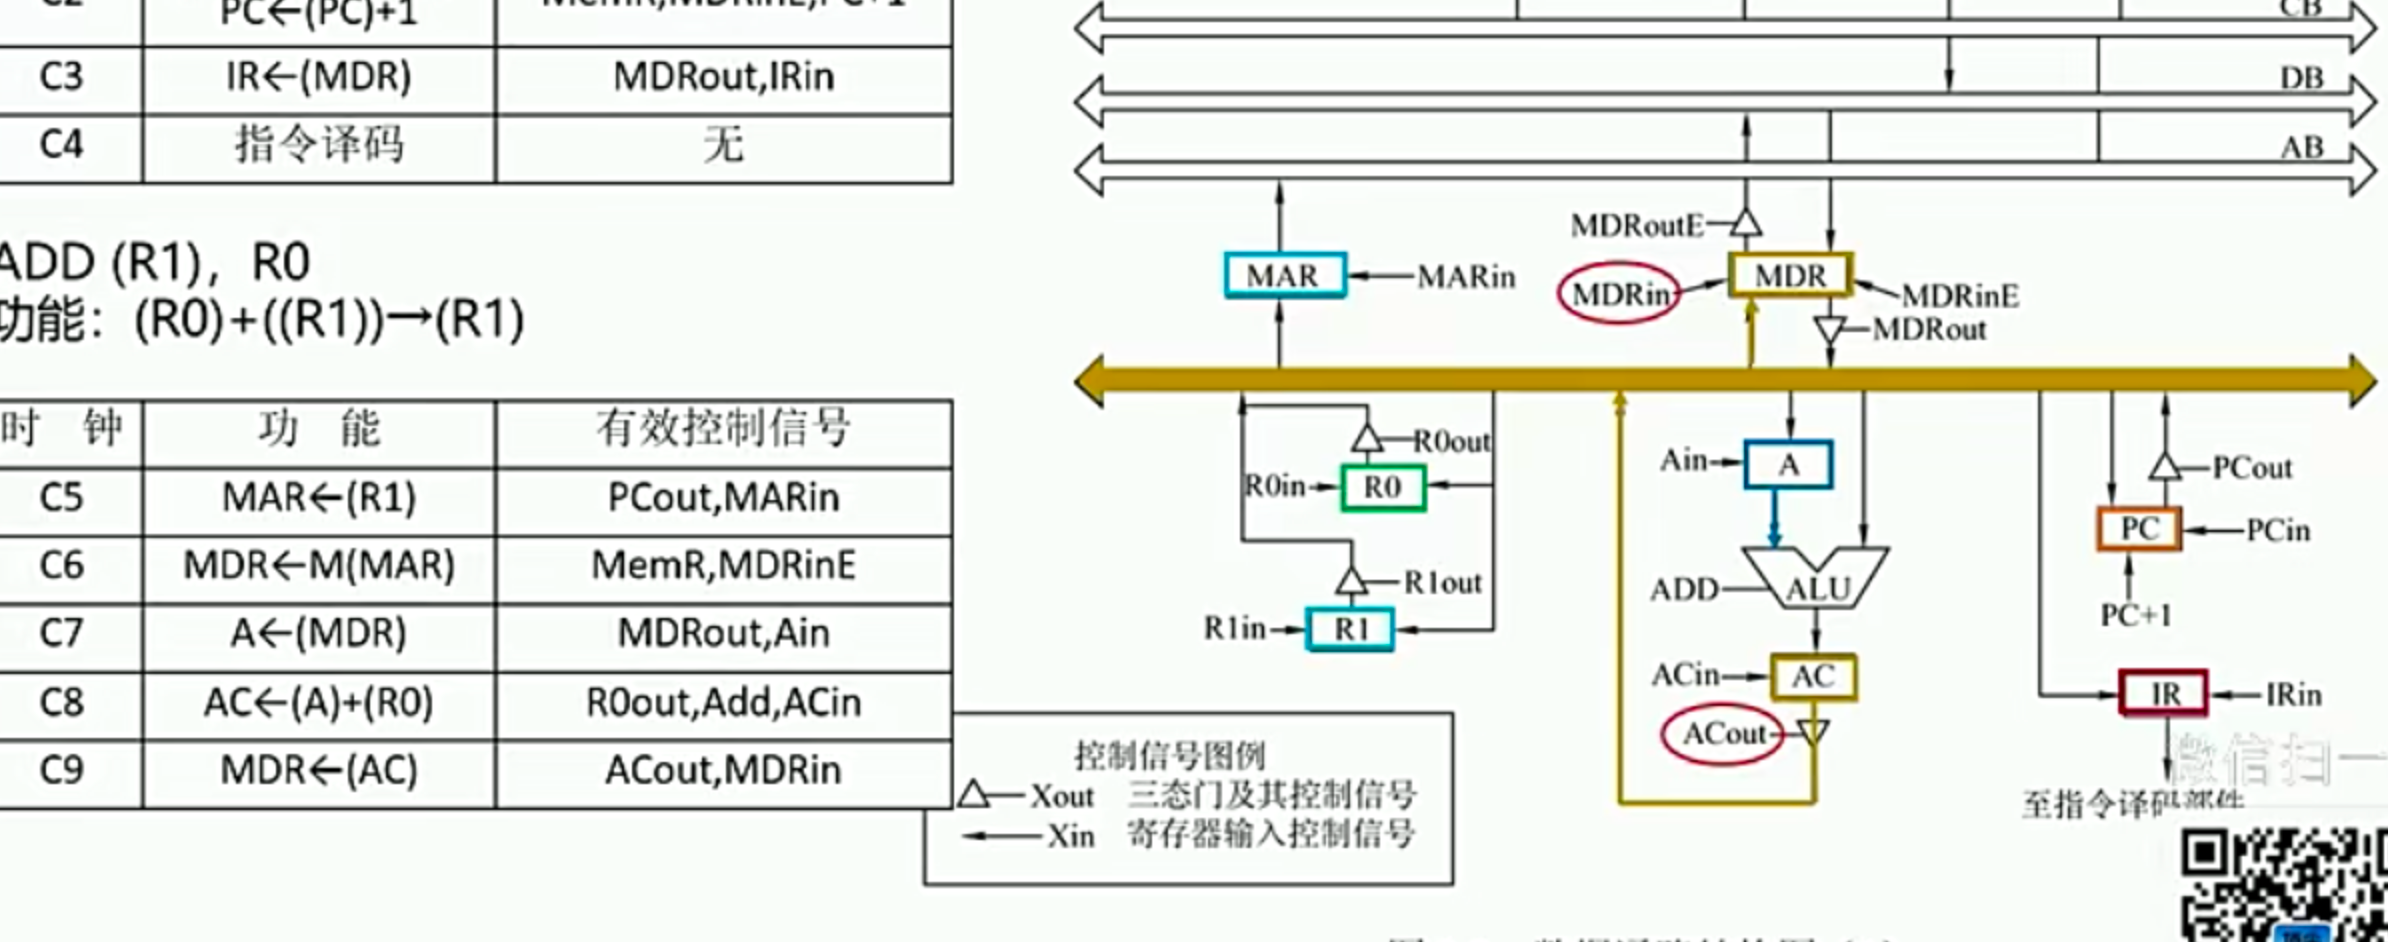 C2 PC←(PC)+1 MemR,MDRinE,PC+1
C3 IR←(MDR) MDRout,IRin
C4 指令译码 无
ADD (R1)，R0
功能：(R0)+((R1))→(R1)
时 钟 功 能 有效控制信号
C5 MAR←(R1) PCout,MARin
C6 MDR←M(MAR) MemR,MDRinE
C7 A←(MDR) MDRout,Ain
C8 AC←(A)+(R0) R0out,Add,ACin
C9 MDR←(AC) ACout,MDRin
CB
DB
AB
MDRoutE
MAR MARin MDRin MDR MDRinE
MDRout
R0out
R0in R0
R1out
R1in R1
Ain A
ADD ALU
ACin AC
ACout
PCout
PC PCin
PC+1
IR IRin
至指令译码部件
控制信号图例
Xout 三态门及其控制信号
Xin 寄存器输入控制信号
微信扫一